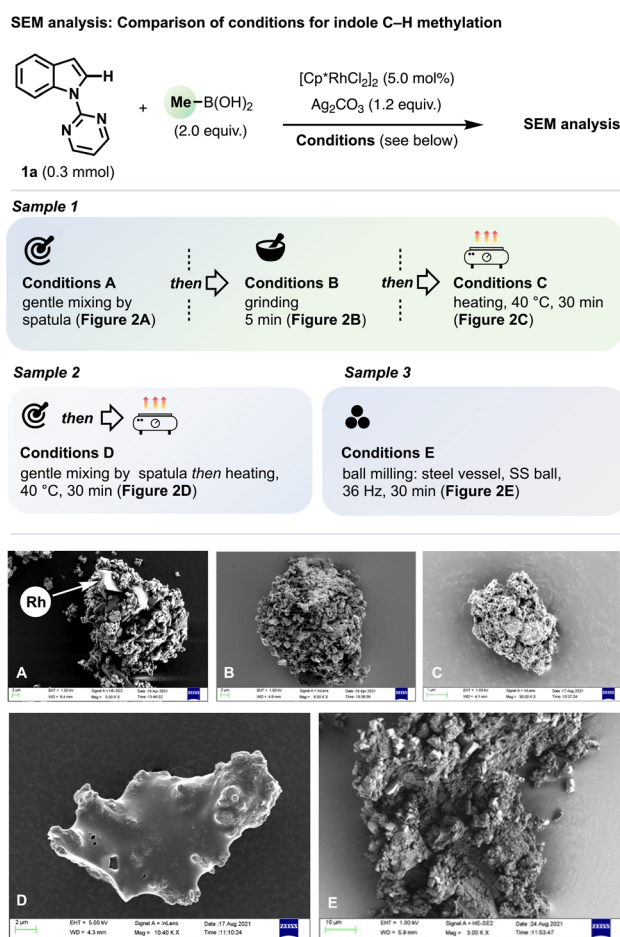 SEM analysis: Comparison of conditions for indole C–H methylation
H
N
N
N
1a (0.3 mmol)
+
Me–B(OH)2
(2.0 equiv.)
[Cp*RhCl2]2 (5.0 mol%)
Ag2CO3 (1.2 equiv.)
Conditions (see below)
SEM analysis
Sample 1
Conditions A
gentle mixing by
spatula (Figure 2A)
then
Conditions B
grinding
5 min (Figure 2B)
then
Conditions C
heating, 40 °C, 30 min
(Figure 2C)
Sample 2
then
Conditions D
gentle mixing by spatula then heating,
40 °C, 30 min (Figure 2D)
Sample 3
Conditions E
ball milling: steel vessel, SS ball,
36 Hz, 30 min (Figure 2E)
Rh
A
B
C
2 µm EHT = 5.00 kV Signal A = InLens Date :17 Aug 2021
WD = 4.3 mm Mag = 10.40 K X Time :11:10:24
ZEISS
D
10 µm EHT = 1.00 kV Signal A = HE-SE2 Date :24 Aug 2021
WD = 5.9 mm Mag = 3.00 K X Time :11:53:47
ZEISS
E